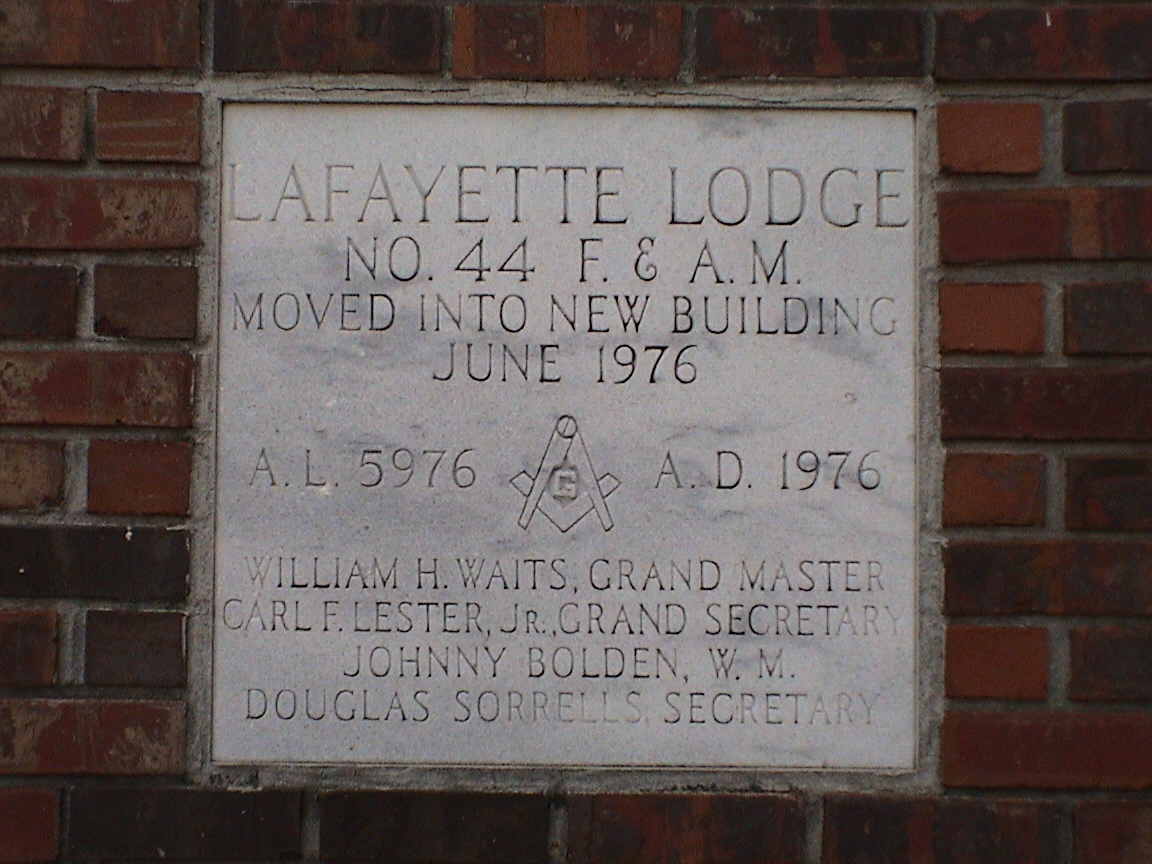 LAFAYETTE LODGE
NO. 44 F. & A. M.
MOVED INTO NEW BUILDING
JUNE 1976
A. L. 5976 G A. D. 1976
WILLIAM H. WAITS, GRAND MASTER
CARL F. LESTER, JR., GRAND SECRETARY
JOHNNY BOLDEN, W. M.
DOUGLAS SORRELLS, SECRETARY